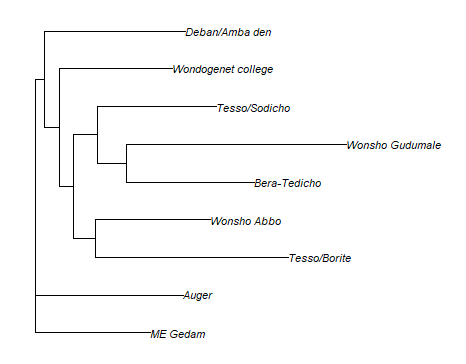 Deban/Amba den
Wondogenet college
Tesso/Sodicho
Wonsho Gudumale
Bera-Tedicho
Wonsho Abbo
Tesso/Borite
Auger
ME Gedam